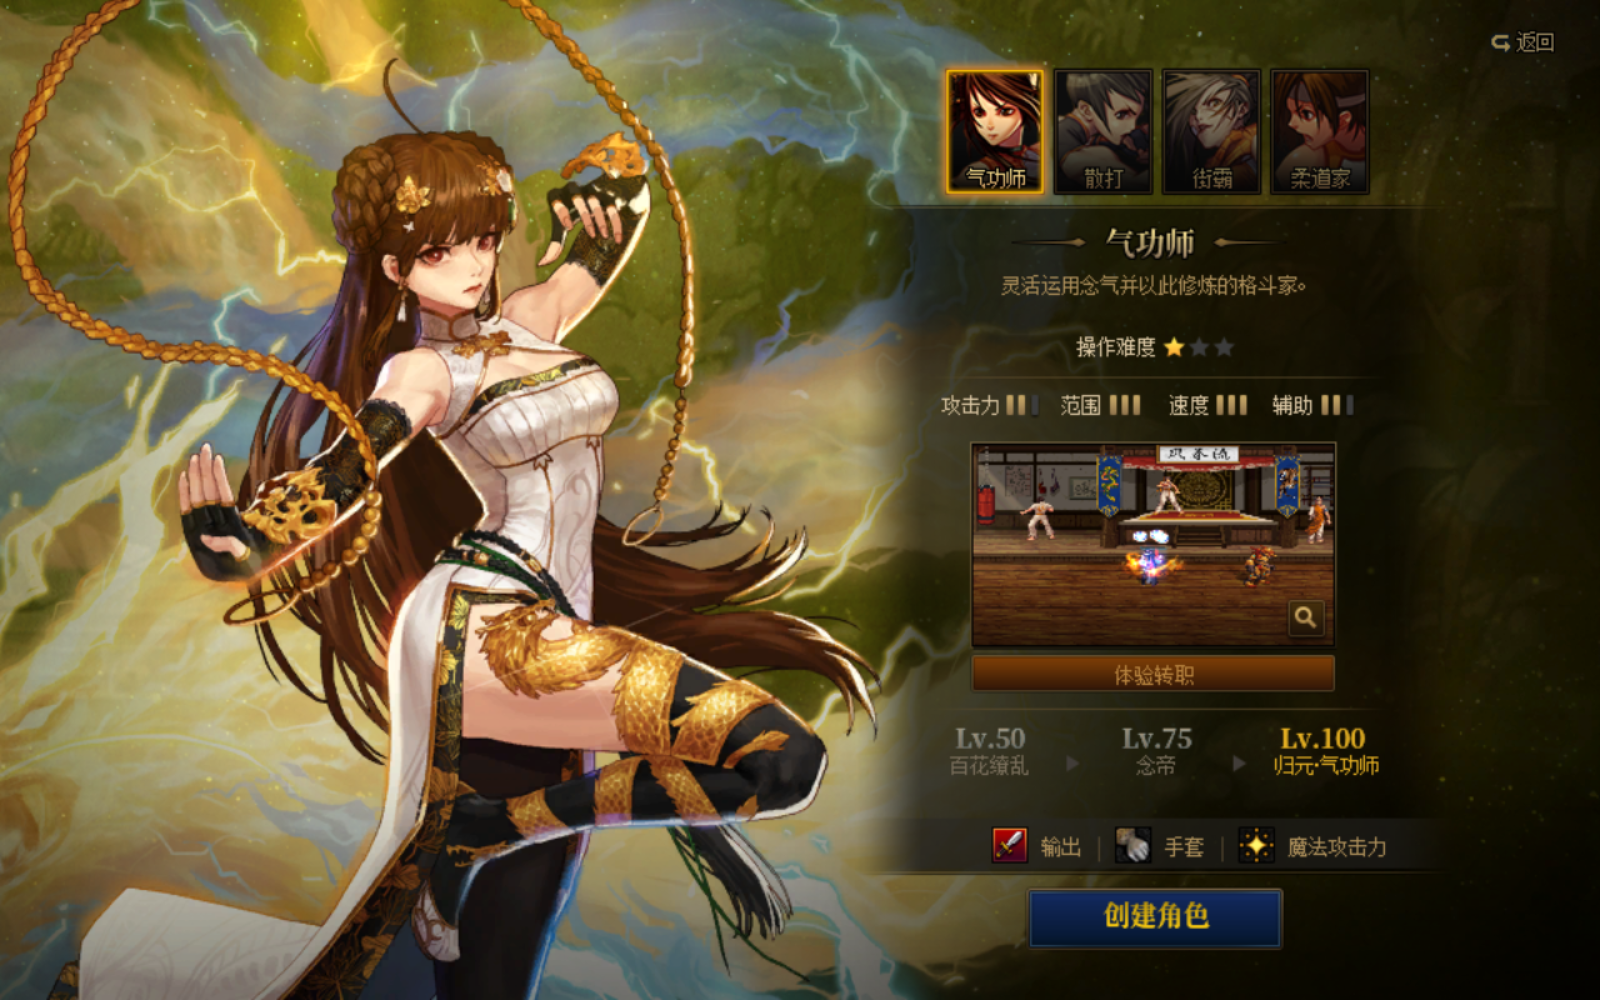 返回
气功师 散打 街霸 柔道家
气功师
灵活运用念气并以此修炼的格斗家。
操作难度
攻击力 范围 速度 辅助
体验转职
Lv.50 Lv.75 Lv.100
百花缭乱 念帝 归元·气功师
输出 手套 魔法攻击力
创建角色